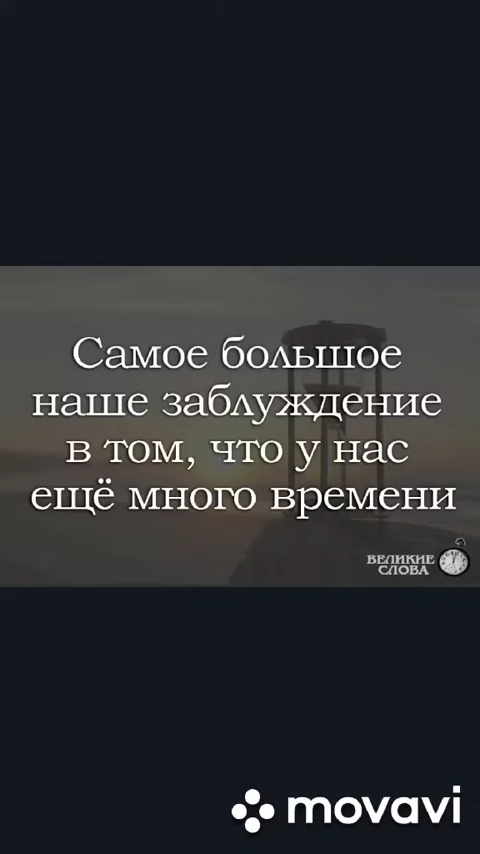 Самое большое
наше заблуждение
в том, что у нас
ещё много времени
ВЕЛИКИЕ
СЛОВА
movavi